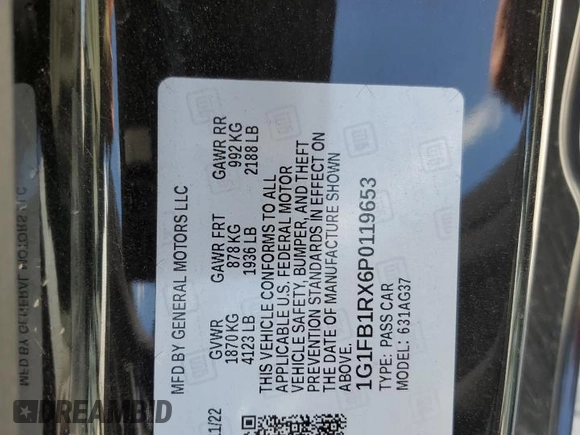 MFD BY GENERAL MOTORS LLC
GVWR GAWR FRT GAWR RR
1870 KG 878 KG 992 KG
4123 LB 1936 LB 2188 LB
THIS VEHICLE CONFORMS TO ALL
APPLICABLE U.S. FEDERAL MOTOR
VEHICLE SAFETY, BUMPER, AND THEFT
PREVENTION STANDARDS IN EFFECT ON
THE DATE OF MANUFACTURE SHOWN
ABOVE.
1G1FB1RX6P0119653
TYPE: PASS CAR
MODEL: 631AG37
DREAMBID